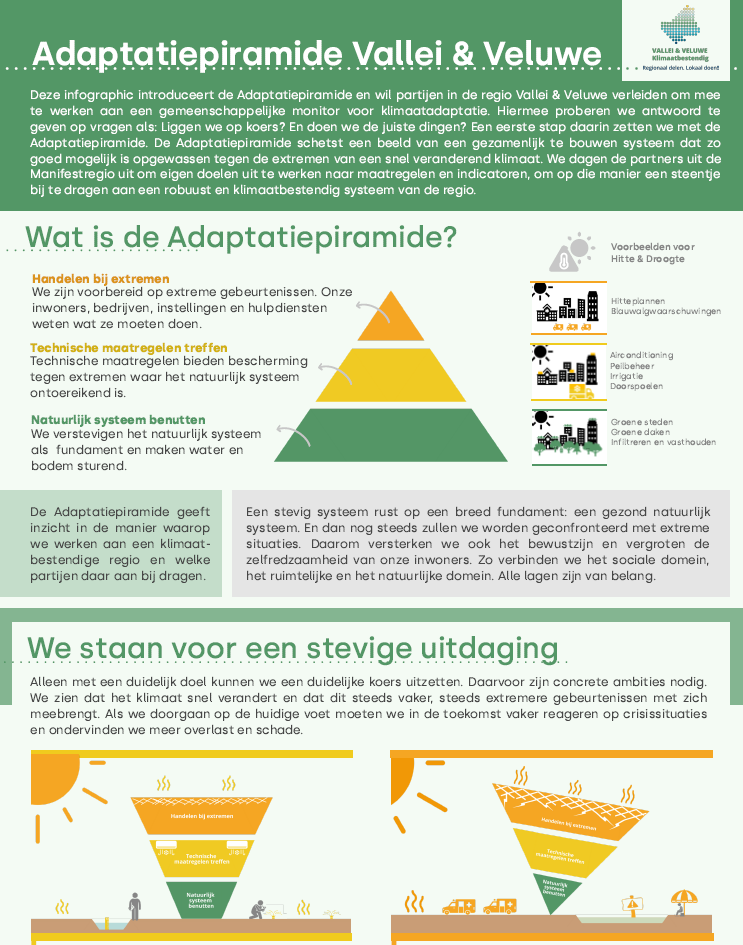 Adaptatiepiramide Vallei & Veluwe
VALLEI & VELUWE
Klimaatbestendig
Regionaal delen, Lokaal doen!
Deze infographic introduceert de Adaptatiepiramide en wil partijen in de regio Vallei & Veluwe verleiden om mee
te werken aan een gemeenschappelijke monitor voor klimaatadaptatie. Hiermee proberen we antwoord te
geven op vragen als: Liggen we op koers? En doen we de juiste dingen? Een eerste stap daarin zetten we met de
Adaptatiepiramide. De Adaptatiepiramide schetst een beeld van een gezamenlijk te bouwen systeem dat zo
goed mogelijk is opgewassen tegen de extremen van een snel veranderend klimaat. We dagen de partners uit de
Manifestregio uit om eigen doelen uit te werken naar maatregelen en indicatoren, om op die manier een steentje
bij te dragen aan een robuust en klimaatbestendig systeem van de regio.
Wat is de Adaptatiepiramide?
Handelen bij extremen
We zijn voorbereid op extreme gebeurtenissen. Onze
inwoners, bedrijven, instellingen en hulpdiensten
weten wat ze moeten doen.
Technische maatregelen treffen
Technische maatregelen bieden bescherming
tegen extremen waar het natuurlijk systeem
ontoereikend is.
Natuurlijk systeem benutten
We verstevigen het natuurlijk systeem
als fundament en maken water en
bodem sturend.
Voorbeelden voor
Hitte & Droogte
Hitteplannen
Blauwalgwaarschuwingen
Airconditioning
Peilbeheer
Irrigatie
Doorspoelen
Groene steden
Groene daken
Infiltreren en vasthouden
De Adaptatiepiramide geeft
inzicht in de manier waarop
we werken aan een klimaat-
bestendige regio en welke
partijen daar aan bij dragen.
Een stevig systeem rust op een breed fundament: een gezond natuurlijk
systeem. En dan nog steeds zullen we worden geconfronteerd met extreme
situaties. Daarom versterken we ook het bewustzijn en vergroten de
zelfredzaamheid van onze inwoners. Zo verbinden we het sociale domein,
het ruimtelijke en het natuurlijke domein. Alle lagen zijn van belang.
We staan voor een stevige uitdaging
Alleen met een duidelijk doel kunnen we een duidelijke koers uitzetten. Daarvoor zijn concrete ambities nodig.
We zien dat het klimaat snel verandert en dat dit steeds vaker, steeds extremere gebeurtenissen met zich
meebrengt. Als we doorgaan op de huidige voet moeten we in de toekomst vaker reageren op crisissituaties
en ondervinden we meer overlast en schade.
Handelen bij extremen
Technische
maatregelen treffen
Natuurlijk
systeem
benutten
Handelen bij extremen
Technische
maatregelen treffen
Natuurlijk
systeem
benutten